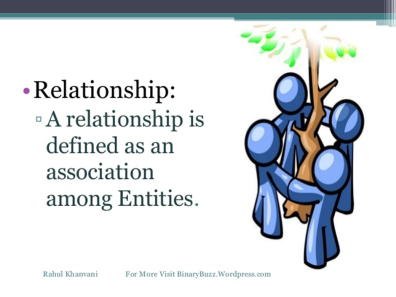 •Relationship:
▫A relationship is
defined as an
association
among Entities.
Rahul Khanvani For More Visit BinaryBuzz.Wordpress.com